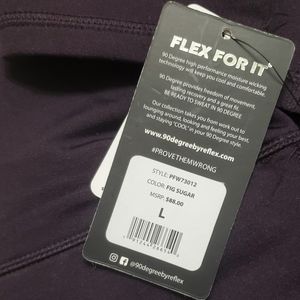 FLEX FOR IT
90 Degree high performance moisture wicking
technology will keep you cool and comfortable.
90 Degree provides freedom of movement,
lasting recovery and a great fit.
BE READY TO SWEAT IN 90 DEGREE
Our collection takes you from work out to
lounging around, looking and feeling your best,
and staying "COOL" in your 90 Degree style.
www.90degreebyreflex.com
#PROVETHEMWRONG
STYLE: PFW73012
COLOR: FIG SUGAR
MSRP: $88.00
L
@90degreebyreflex